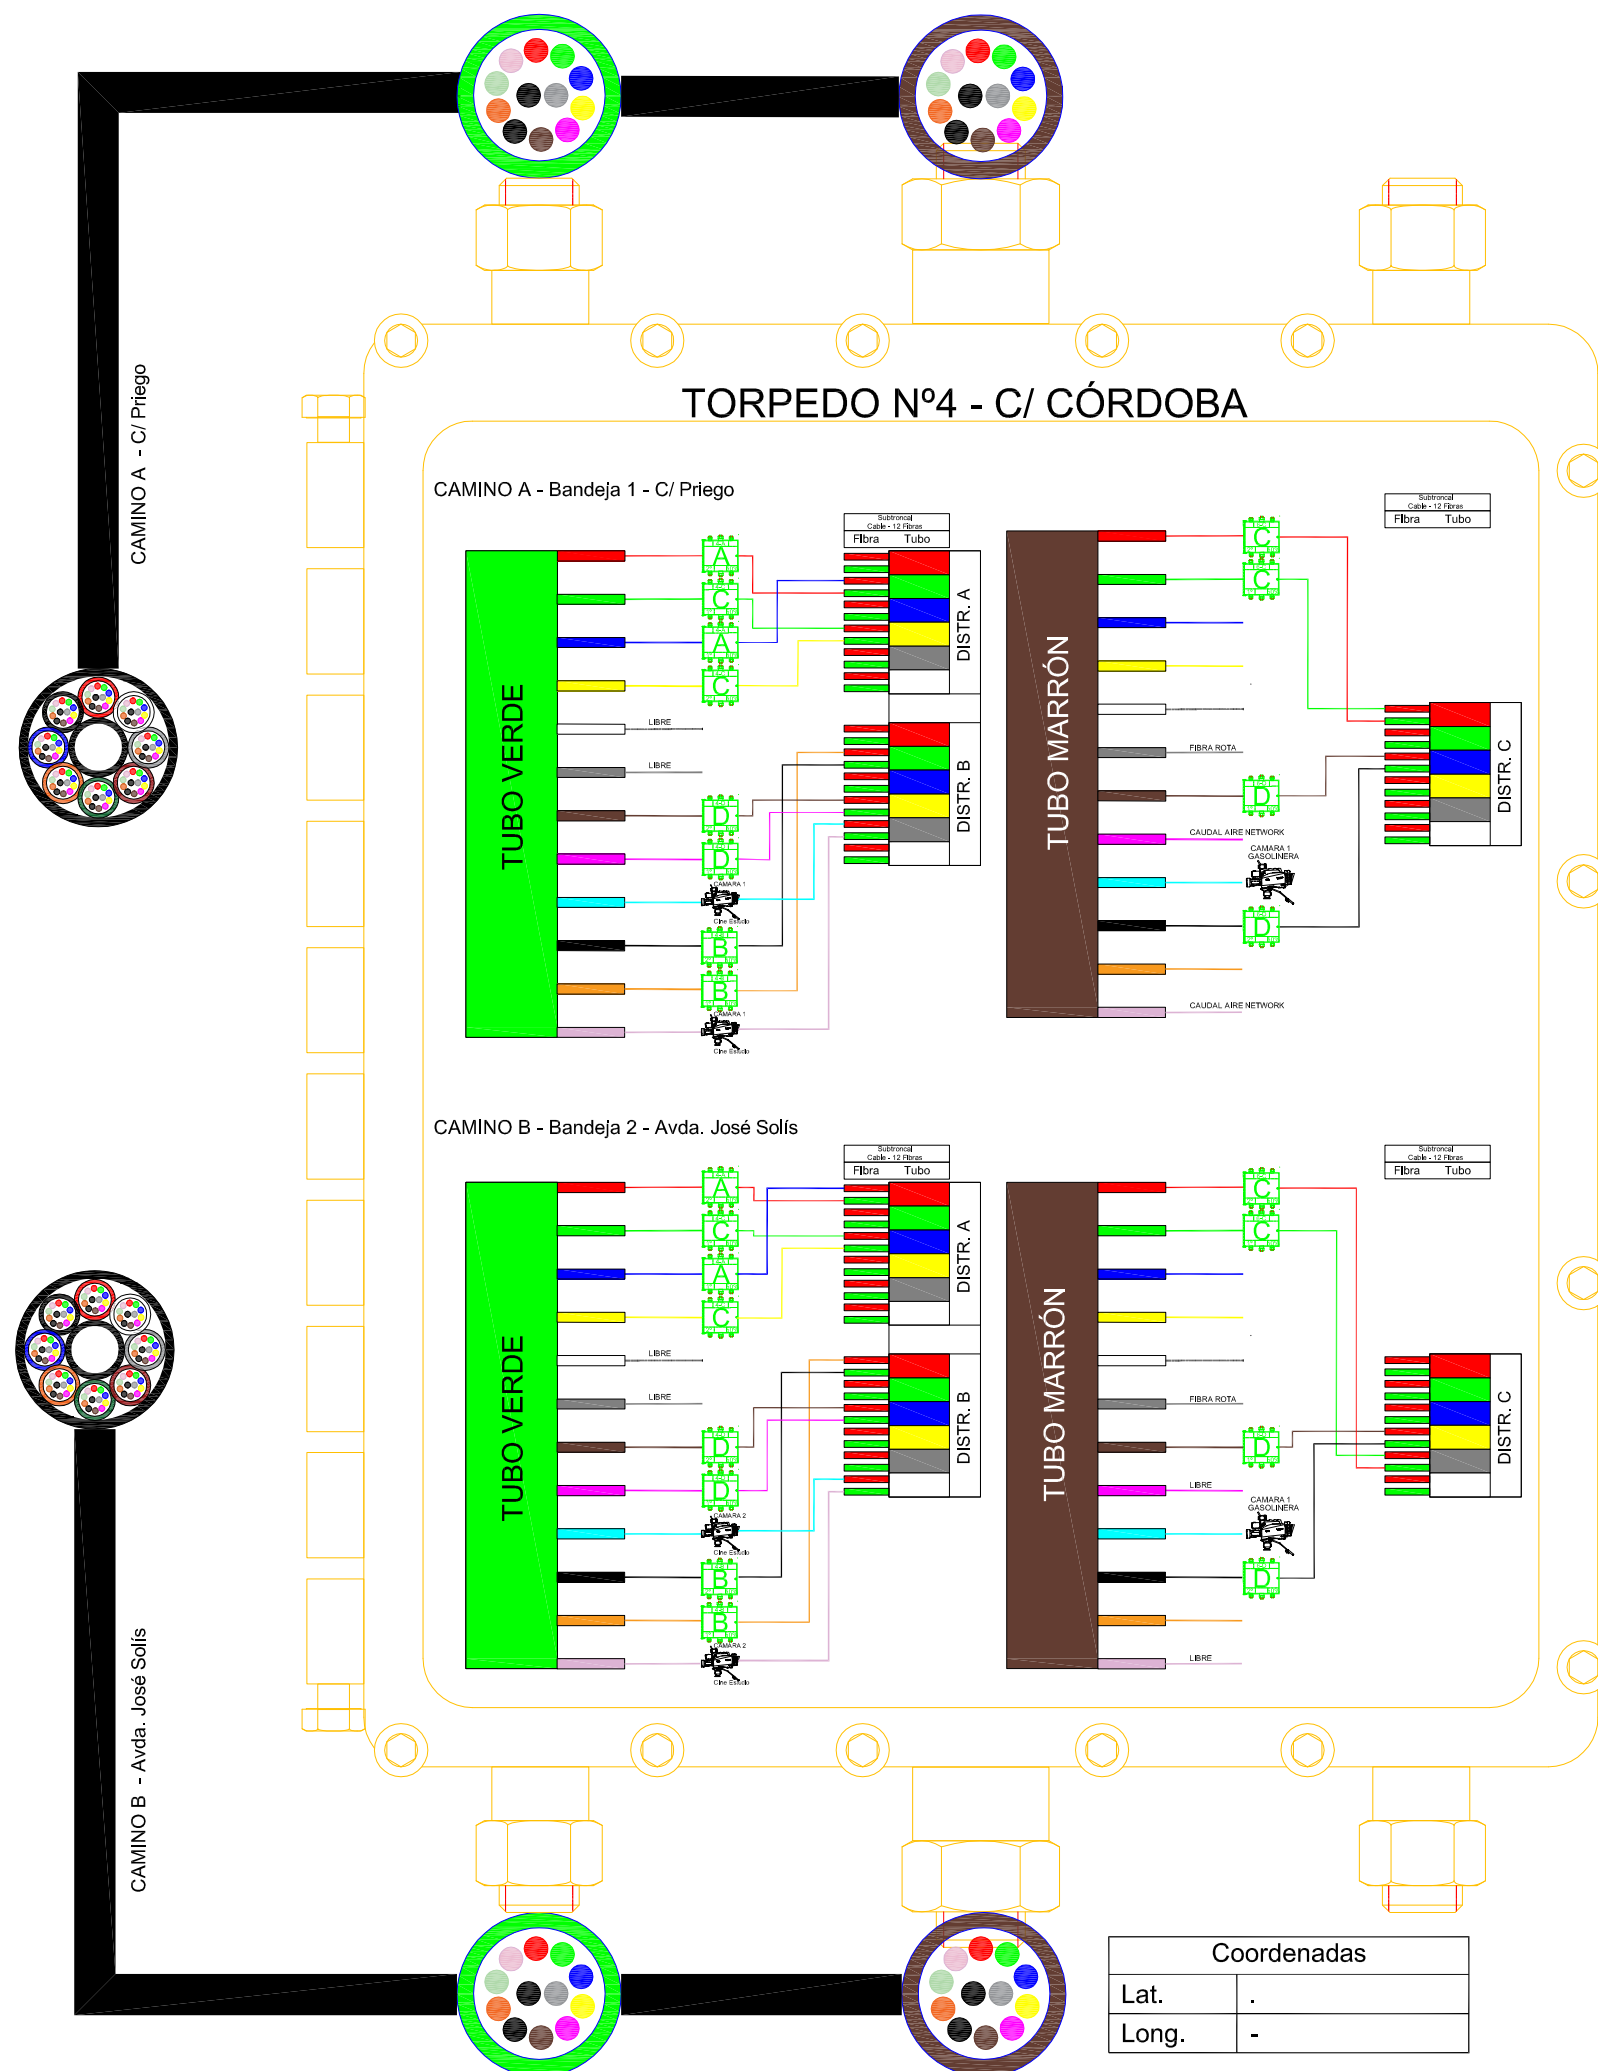 CAMINO A - C/ Priego
TORPEDO Nº4 - C/ CÓRDOBA
CAMINO A - Bandeja 1 - C/ Priego
Subtroncal
Cable - 12 Fibras
Fibra Tubo
TUBO VERDE
A
C
A
C
LIBRE
LIBRE
D
D
CAMARA 1
Cine Estudio
B
B
CAMARA 1
Cine Estudio
DISTR. A
DISTR. B
Subtroncal
Cable - 12 Fibras
Fibra Tubo
TUBO MARRÓN
C
C
FIBRA ROTA
D
CAUDAL AIRE NETWORK
CAMARA 1
GASOLINERA
D
CAUDAL AIRE NETWORK
DISTR. C
CAMINO B - Bandeja 2 - Avda. José Solís
Subtroncal
Cable - 12 Fibras
Fibra Tubo
TUBO VERDE
A
C
A
C
LIBRE
LIBRE
D
D
CAMARA 2
Cine Estudio
B
B
CAMARA 2
Cine Estudio
DISTR. A
DISTR. B
Subtroncal
Cable - 12 Fibras
Fibra Tubo
TUBO MARRÓN
C
C
FIBRA ROTA
D
LIBRE
CAMARA 1
GASOLINERA
D
LIBRE
DISTR. C
CAMINO B - Avda. José Solís
Coordenadas
Lat. .
Long. -